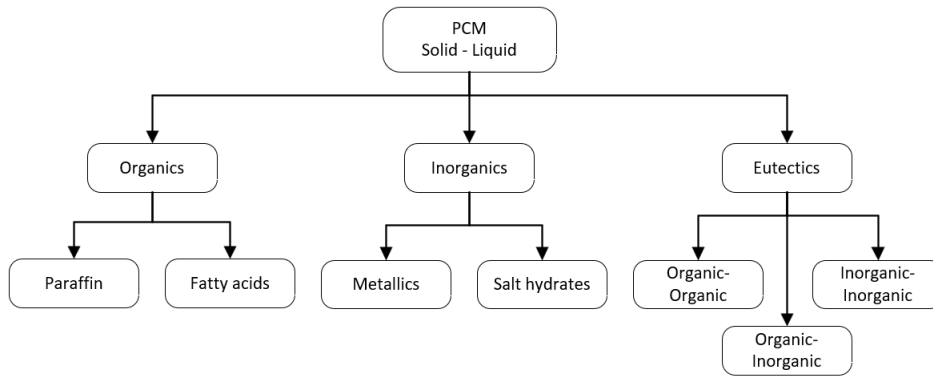 PCM
Solid - Liquid
Organics
Inorganics
Eutectics
Paraffin
Fatty acids
Metallics
Salt hydrates
Organic-
Organic
Inorganic-
Inorganic
Organic-
Inorganic